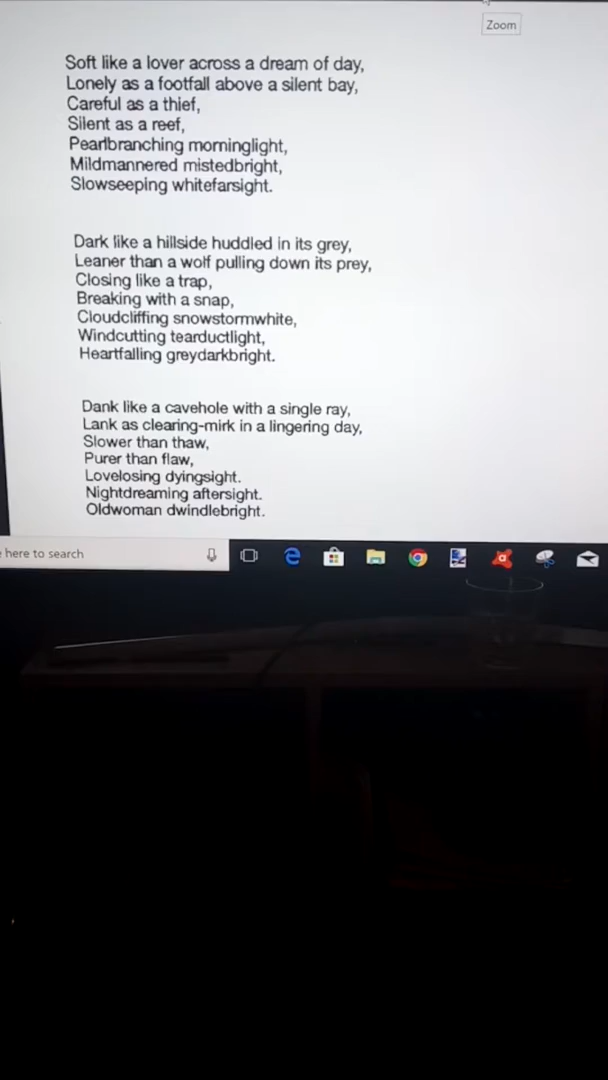 Zoom
Soft like a lover across a dream of day,
Lonely as a footfall above a silent bay,
Careful as a thief,
Silent as a reef,
Pearlbranching morninglight,
Mildmannered mistedbright,
Slowseeping whitefarsight.
Dark like a hillside huddled in its grey,
Leaner than a wolf pulling down its prey,
Closing like a trap,
Breaking with a snap,
Cloudcliffing snowstormwhite,
Windcutting tearductlight,
Heartfalling greydarkbright.
Dank like a cavehole with a single ray,
Lank as clearing-mirk in a lingering day,
Slower than thaw,
Purer than flaw,
Lovelosing dyingsight.
Nightdreaming aftersight.
Oldwoman dwindlebright.
here to search